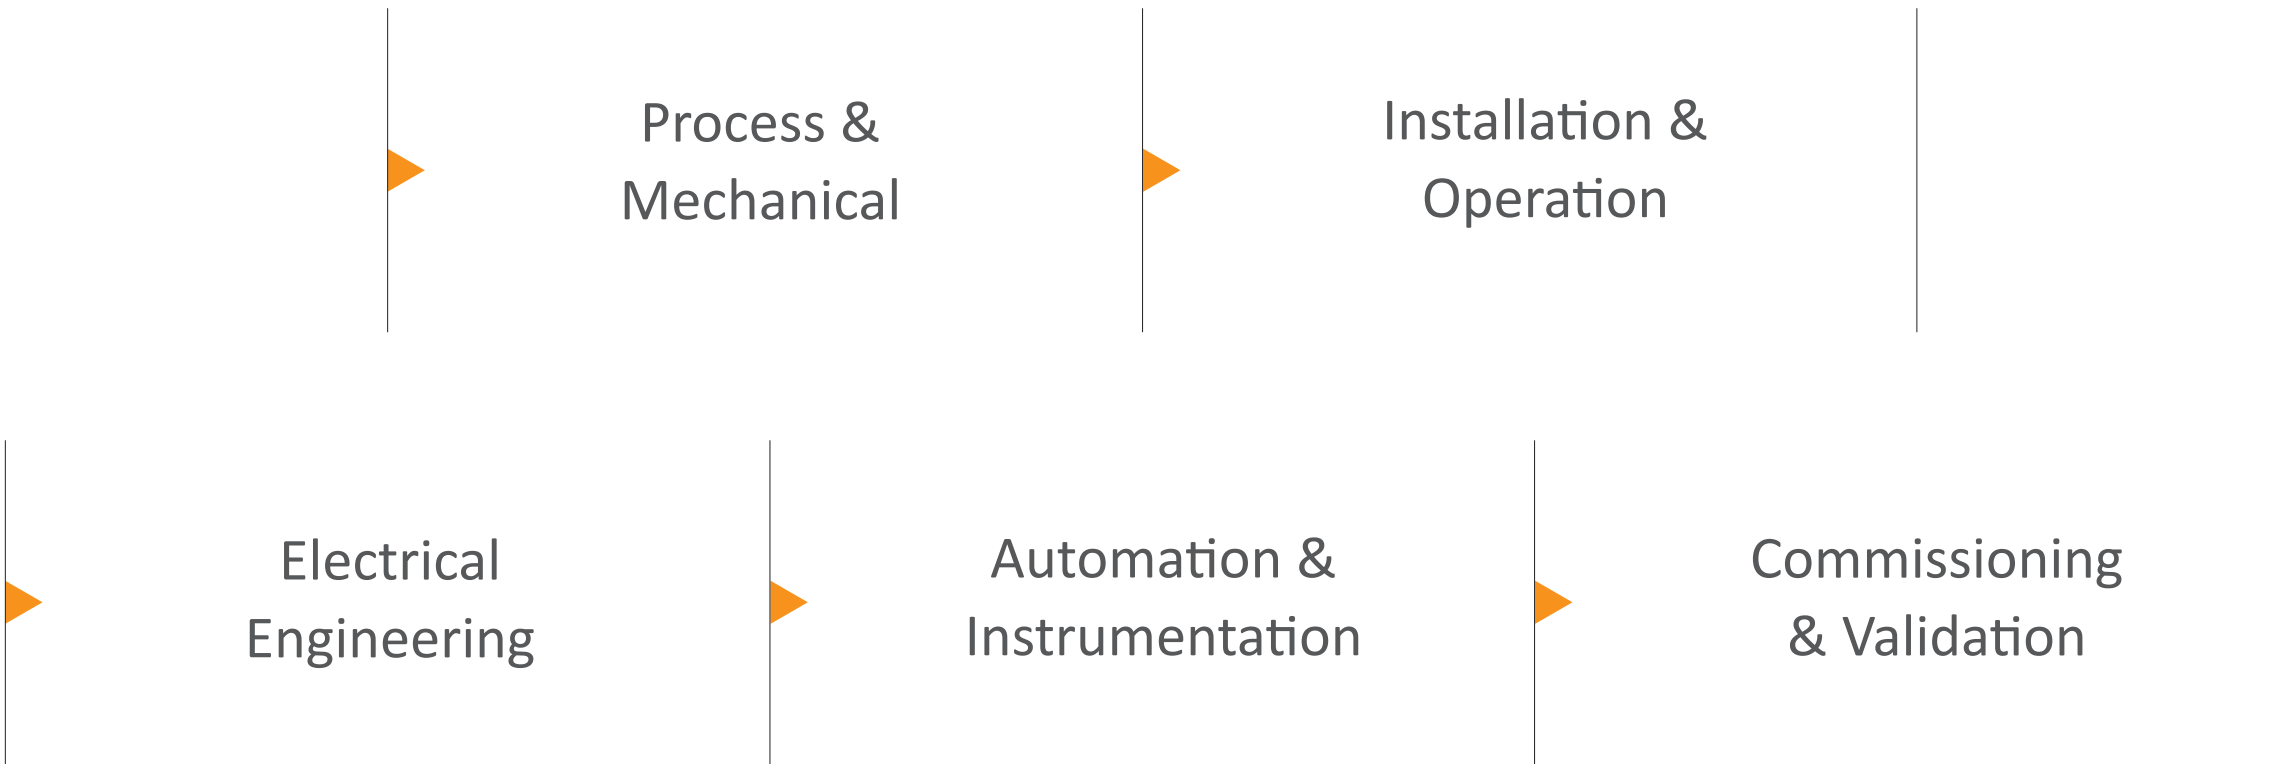 Process &
Mechanical
Installation &
Operation
Electrical
Engineering
Automation &
Instrumentation
Commissioning
& Validation